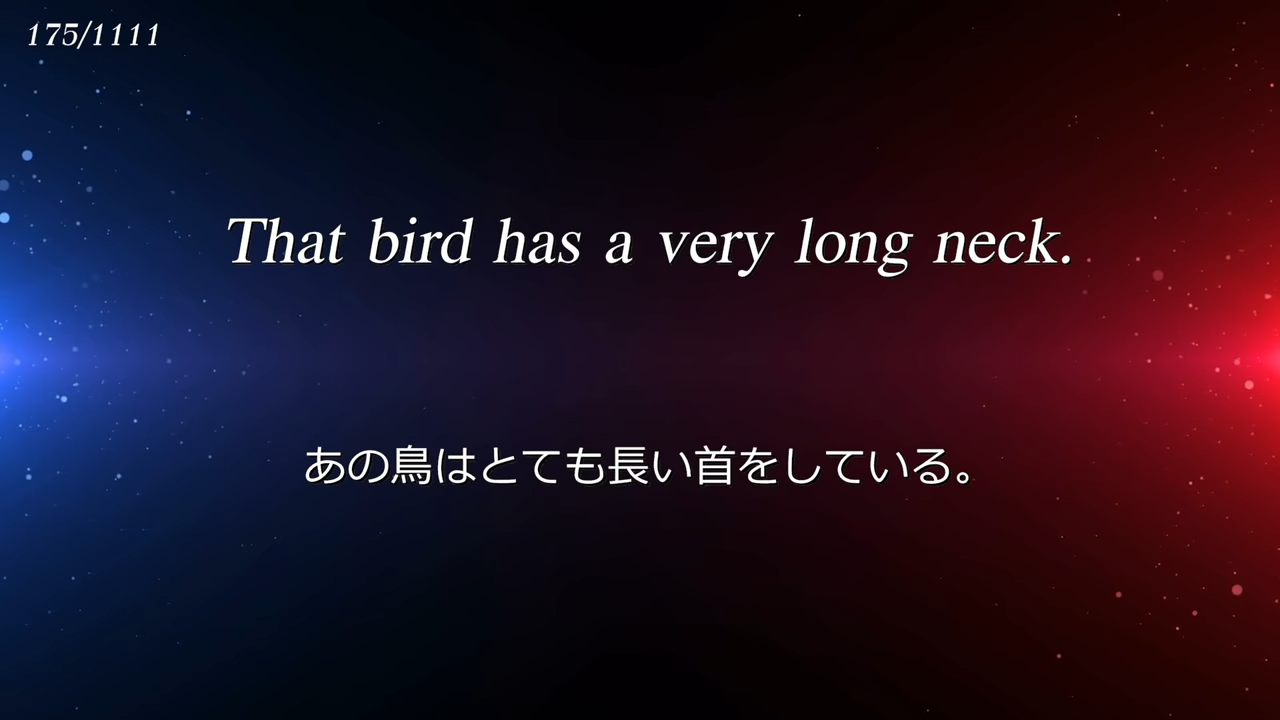 175/1111
That bird has a very long neck.
あの鳥はとても長い首をしている。